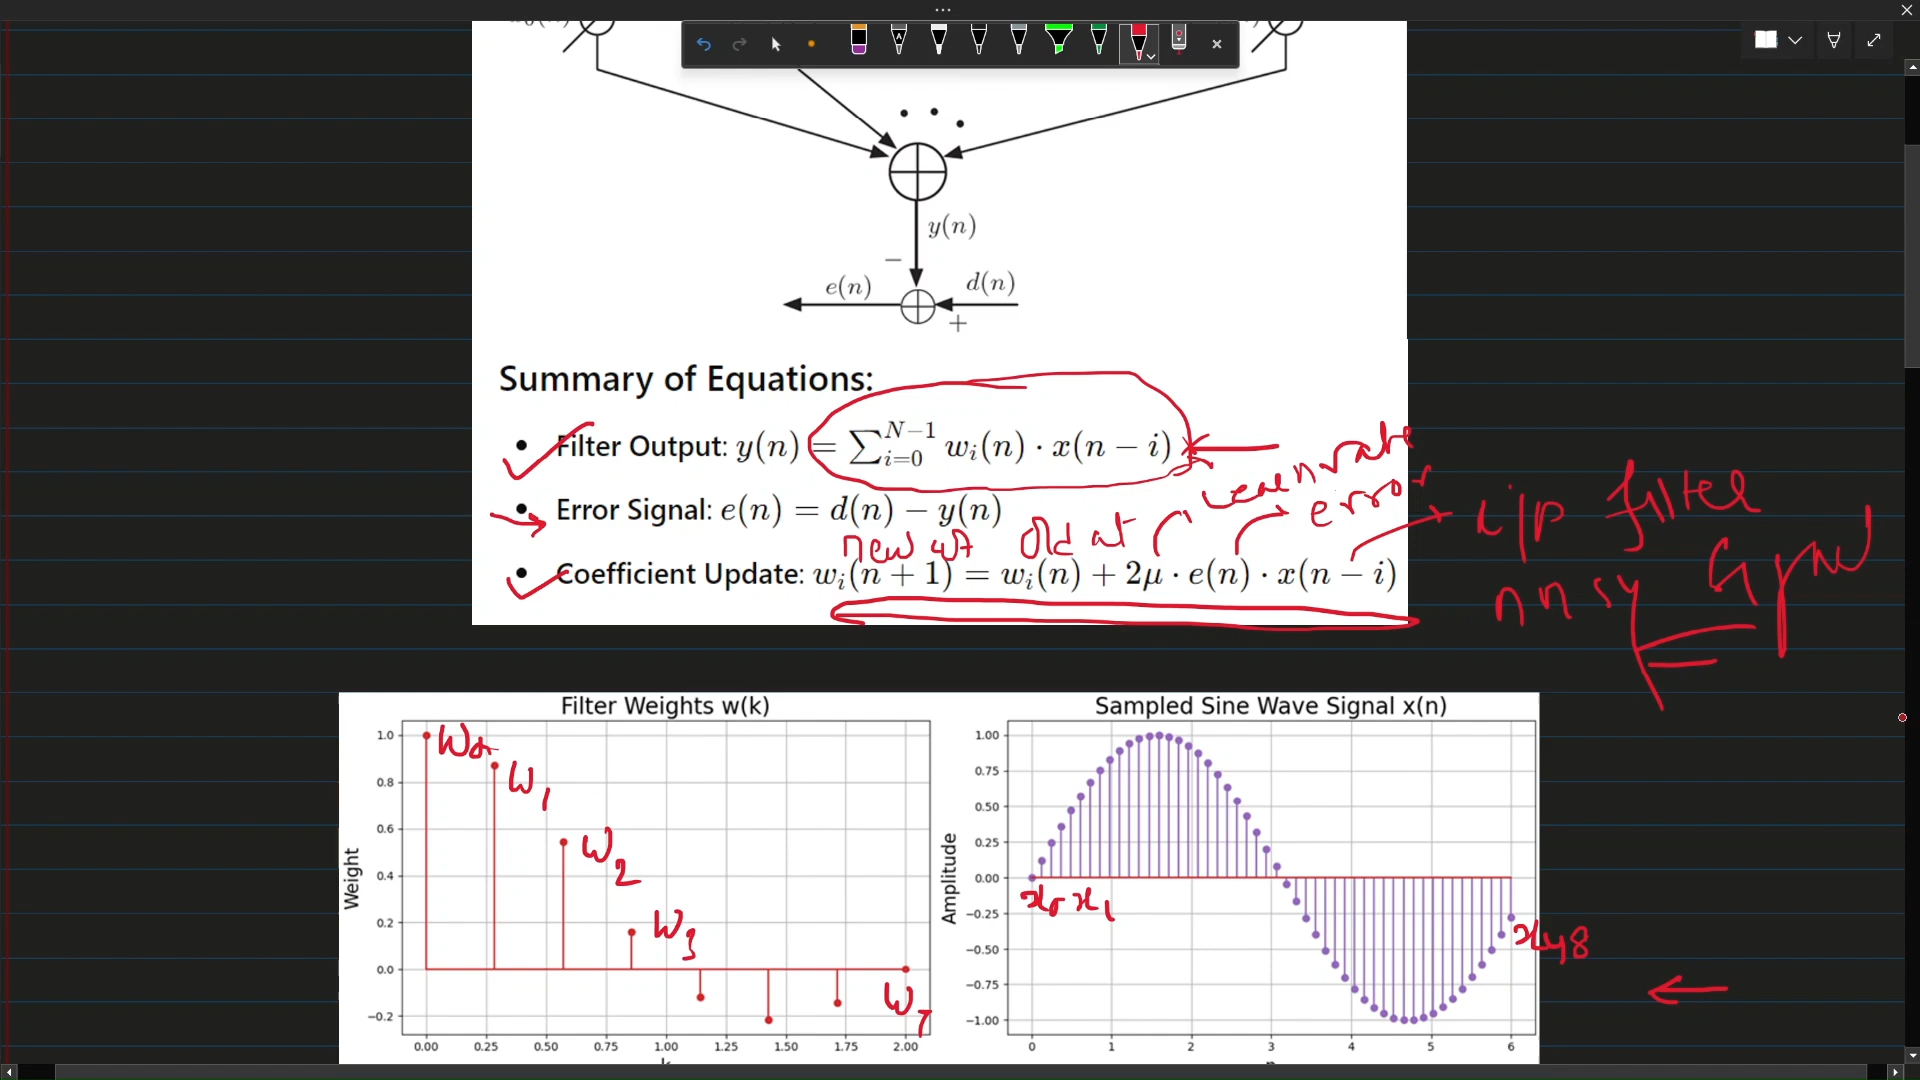 y(n)
−
e(n)
d(n)
+
Summary of Equations:
• Filter Output: y(n) = ∑_{i=0}^{N−1} w_i(n) · x(n − i)
• Error Signal: e(n) = d(n) − y(n)
error
new wt old wt
i/p filter
• Coefficient Update: w_i(n + 1) = w_i(n) + 2μ · e(n) · x(n − i)
Filter Weights w(k)
Weight
1.0
0.8
0.6
0.4
0.2
0.0
−0.2
0.00 0.25 0.50 0.75 1.00 1.25 1.50 1.75 2.00
W1
W2
W3
W7
Sampled Sine Wave Signal x(n)
Amplitude
1.00
0.75
0.50
0.25
0.00
−0.25
−0.50
−0.75
−1.00
0 1 2 3 4 5 6
x0 x1
x48